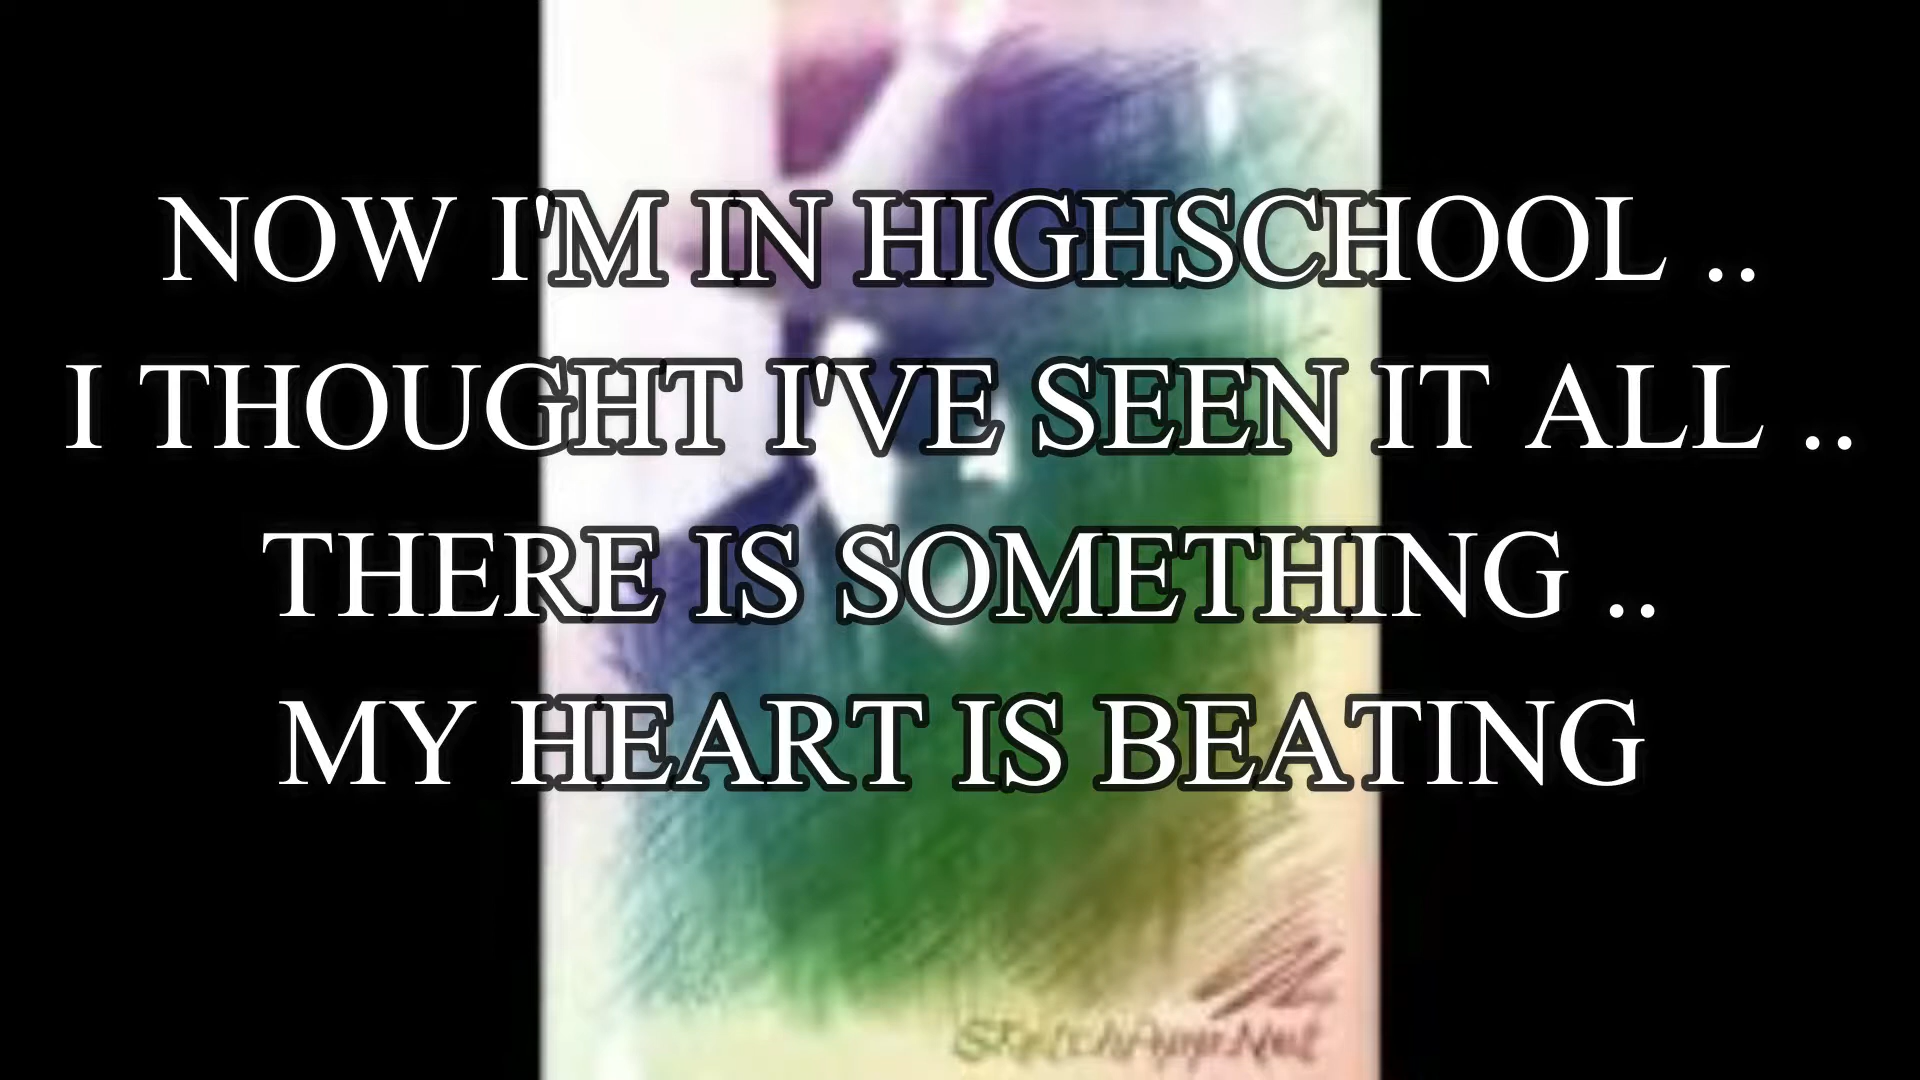 NOW I'M IN HIGHSCHOOL ..
I THOUGHT I'VE SEEN IT ALL ..
THERE IS SOMETHING ..
MY HEART IS BEATING